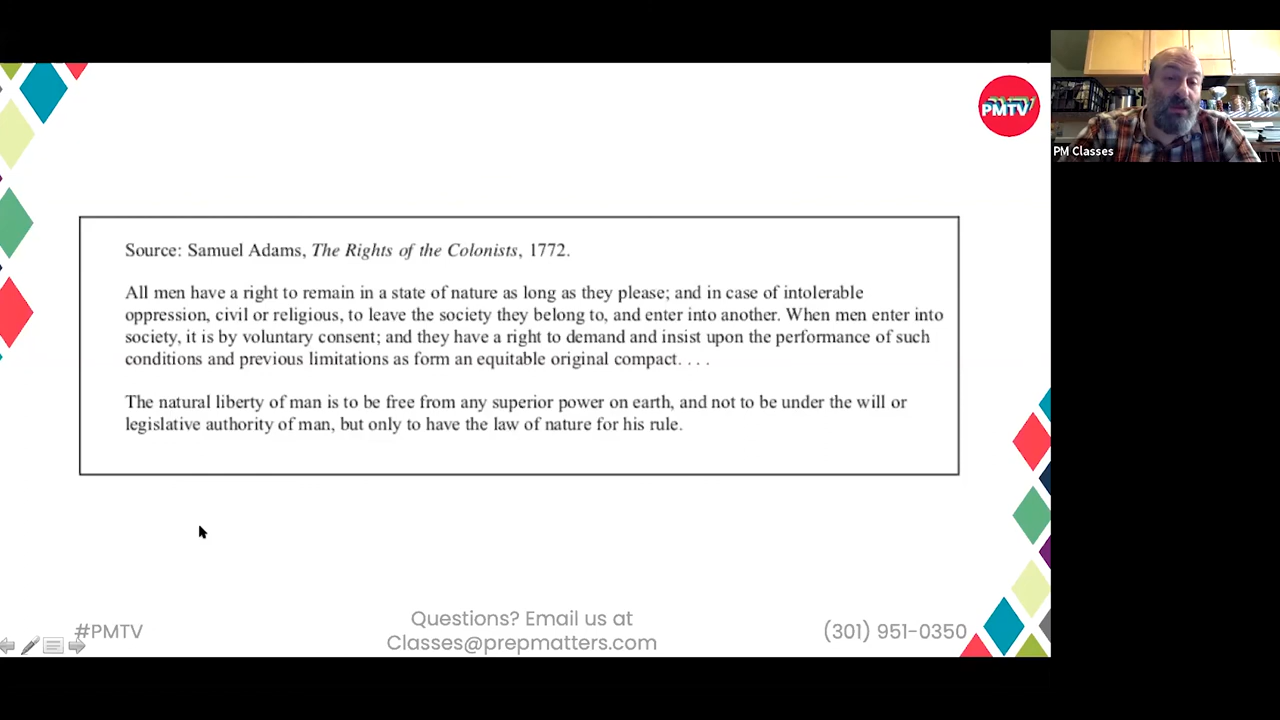 PMTV
PM Classes
Source: Samuel Adams, The Rights of the Colonists, 1772.
All men have a right to remain in a state of nature as long as they please; and in case of intolerable
oppression, civil or religious, to leave the society they belong to, and enter into another. When men enter into
society, it is by voluntary consent; and they have a right to demand and insist upon the performance of such
conditions and previous limitations as form an equitable original compact. . . .
The natural liberty of man is to be free from any superior power on earth, and not to be under the will or
legislative authority of man, but only to have the law of nature for his rule.
#PMTV
Questions? Email us at
Classes@prepmatters.com
(301) 951-0350